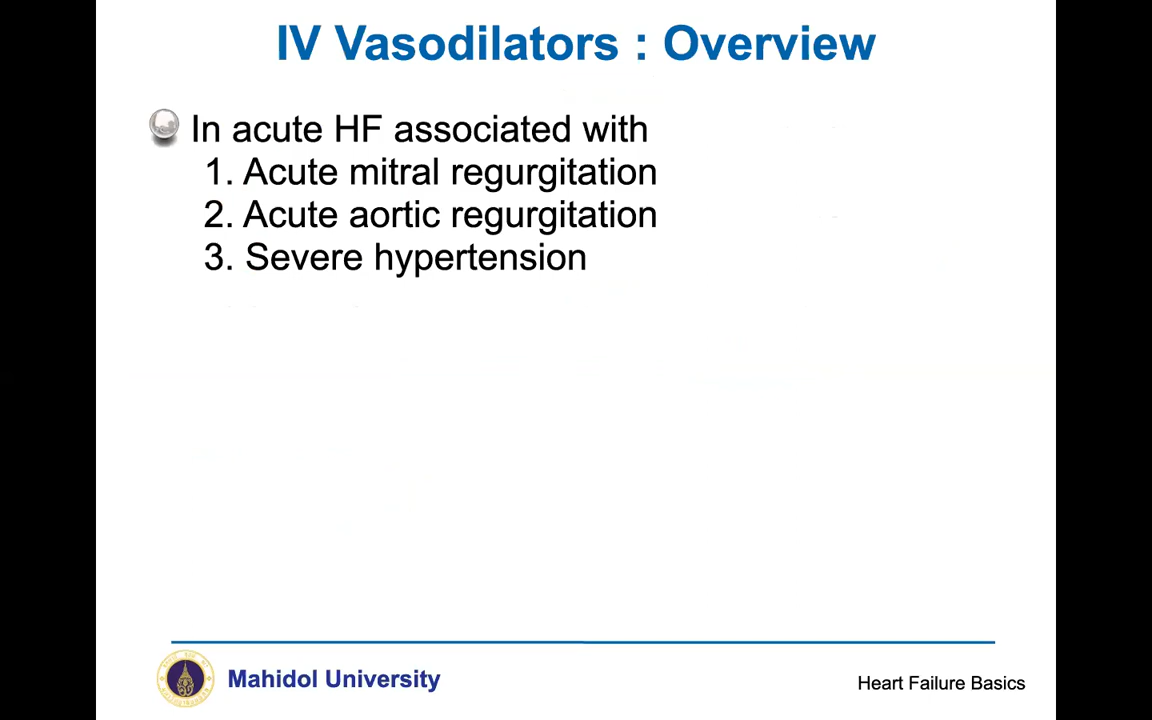 IV Vasodilators : Overview
In acute HF associated with
1. Acute mitral regurgitation
2. Acute aortic regurgitation
3. Severe hypertension
Mahidol University
Heart Failure Basics